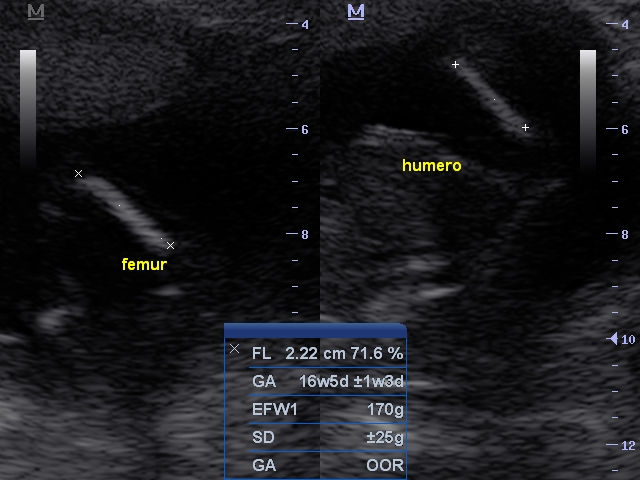 M
M
4
4
6
6
humero
8
8
femur
10
FL 2.22 cm 71.6 %
GA 16w5d ±1w3d
EFW1 170g
SD ±25g
12
GA OOR